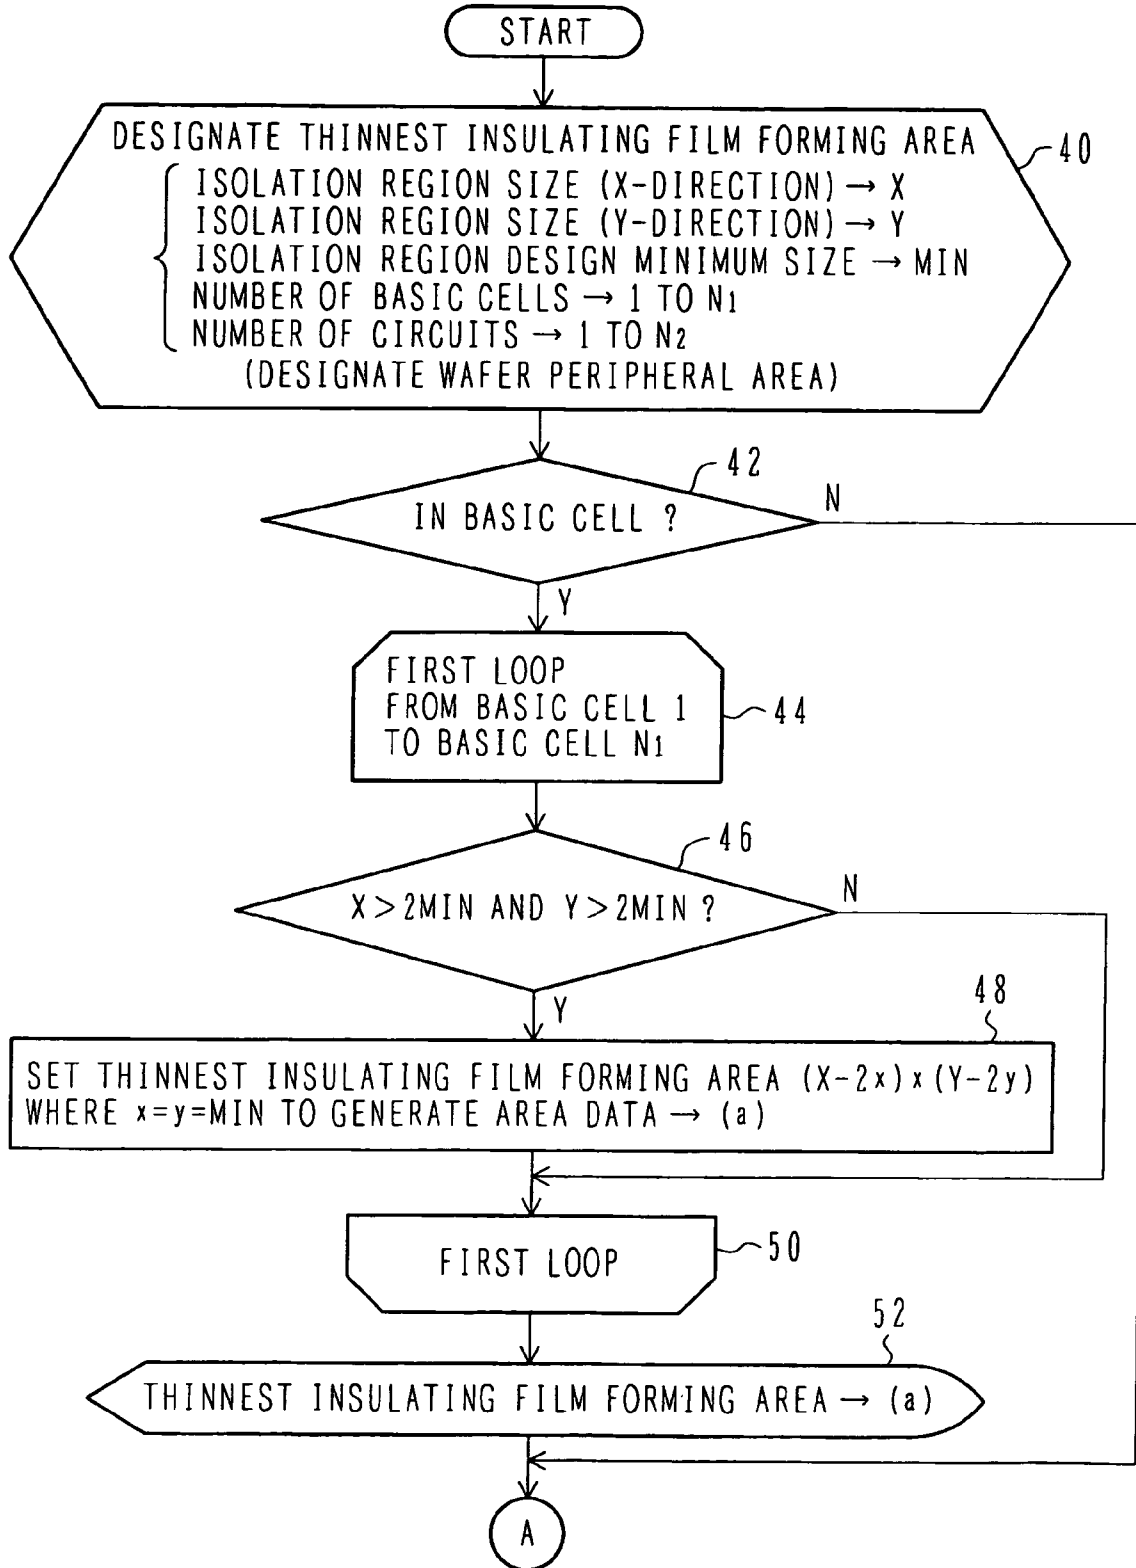 START
DESIGNATE THINNEST INSULATING FILM FORMING AREA
40
ISOLATION REGION SIZE (X-DIRECTION) → X
ISOLATION REGION SIZE (Y-DIRECTION) → Y
ISOLATION REGION DESIGN MINIMUM SIZE → MIN
NUMBER OF BASIC CELLS → 1 TO N1
NUMBER OF CIRCUITS → 1 TO N2
(DESIGNATE WAFER PERIPHERAL AREA)
42
IN BASIC CELL ?
N
Y
FIRST LOOP
FROM BASIC CELL 1
TO BASIC CELL N1
44
46
X > 2MIN AND Y > 2MIN ?
N
Y
48
SET THINNEST INSULATING FILM FORMING AREA (X-2x) x (Y-2y)
WHERE x=y=MIN TO GENERATE AREA DATA → (a)
FIRST LOOP
50
52
THINNEST INSULATING FILM FORMING AREA → (a)
A